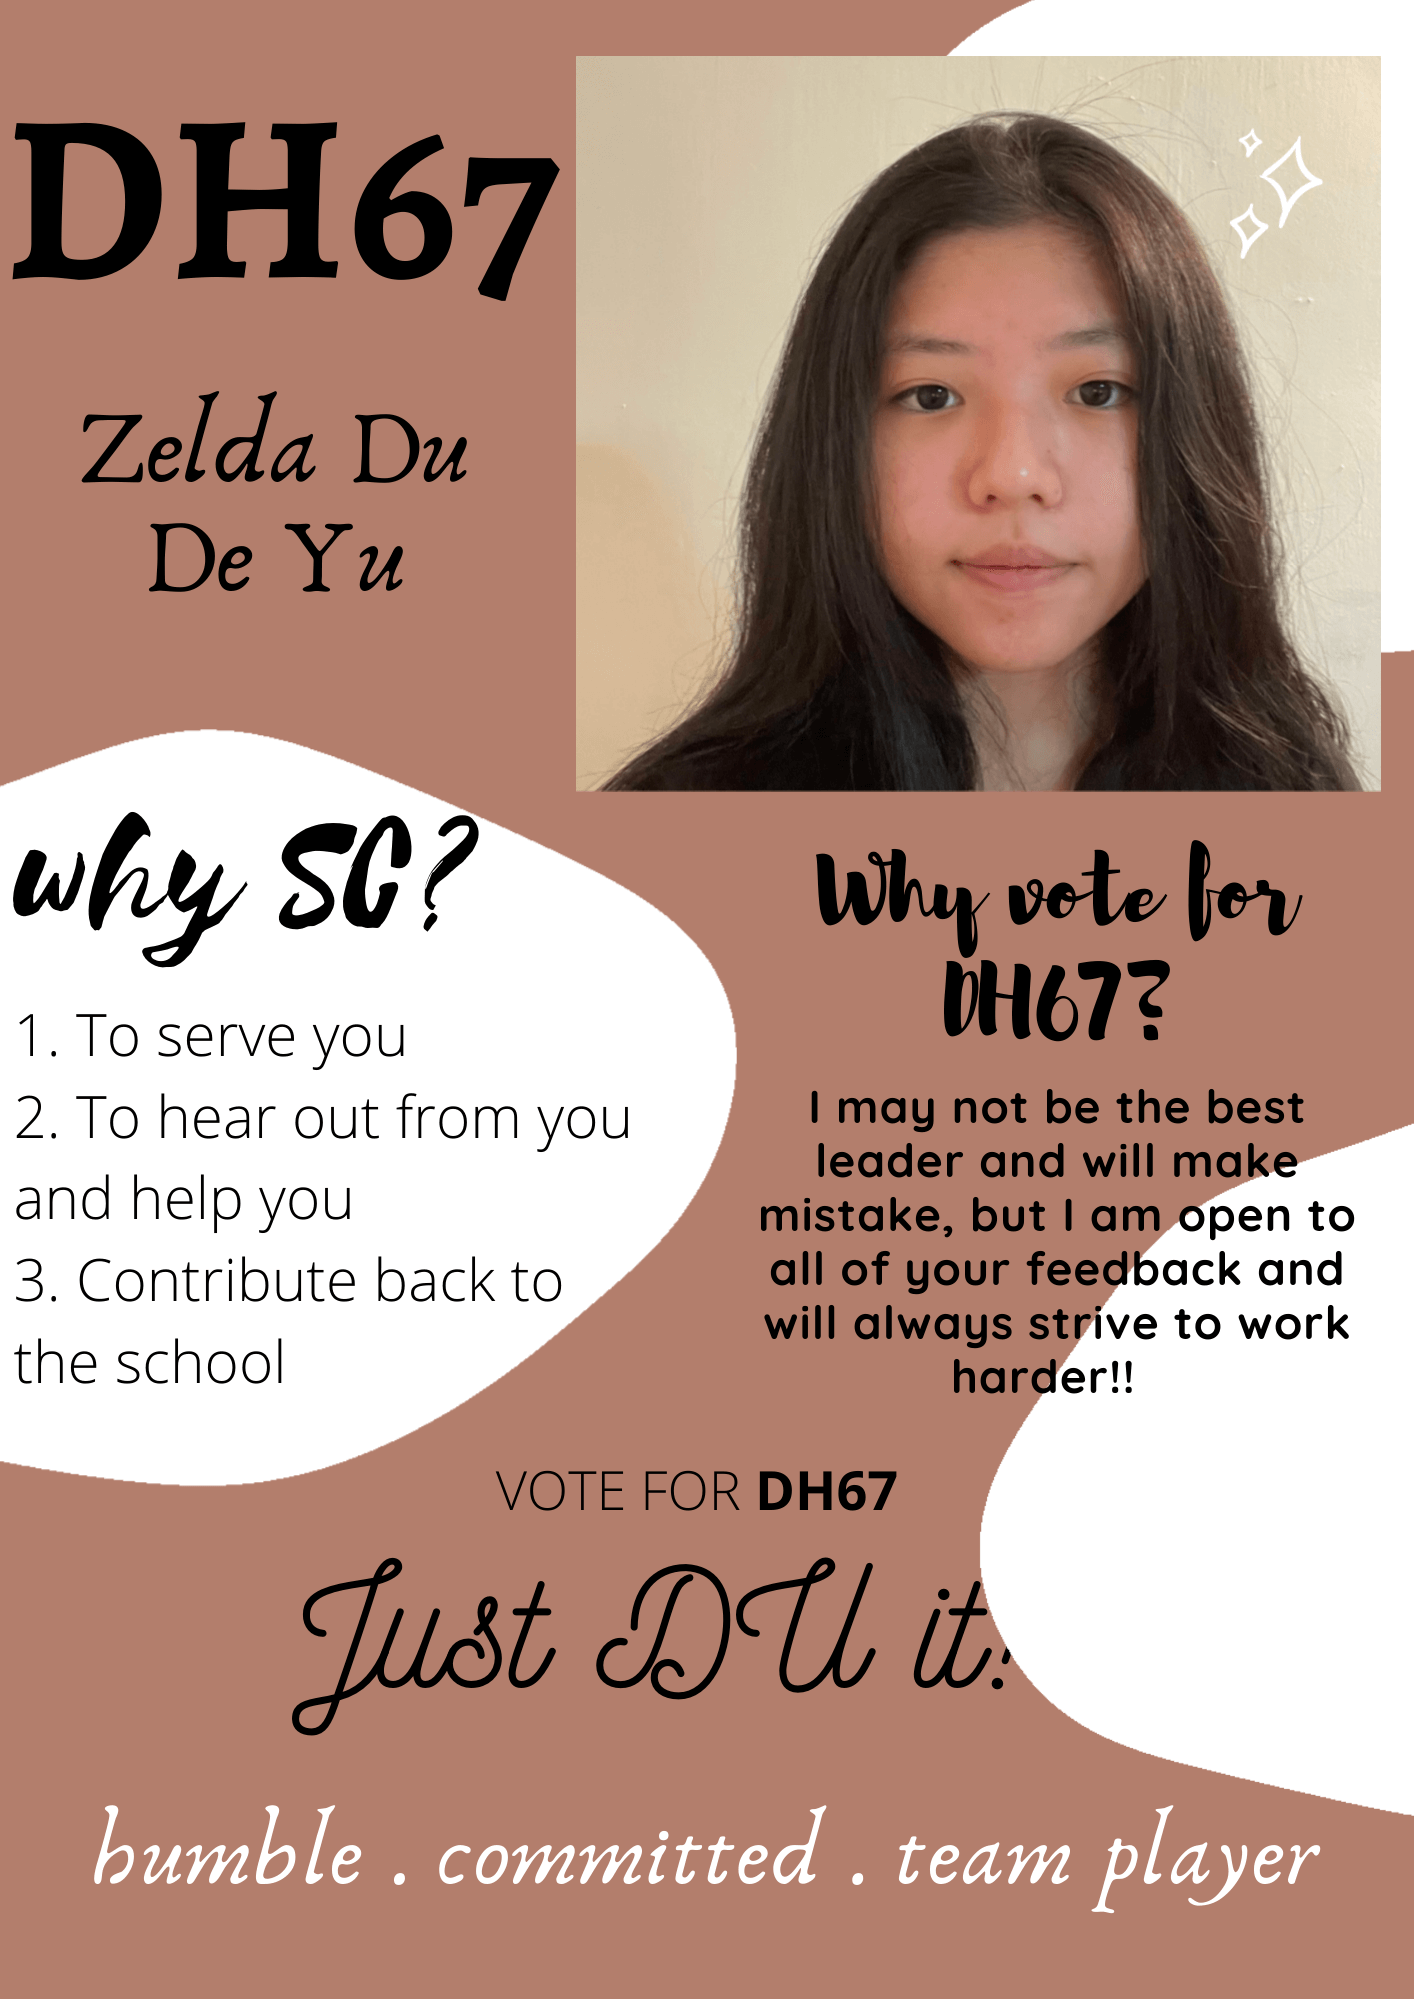 DH67
Zelda Du
De Yu
why SC?
1. To serve you
2. To hear out from you
and help you
3. Contribute back to
the school
Why vote for
DH67?
I may not be the best
leader and will make
mistake, but I am open to
all of your feedback and
will always strive to work
harder!!
VOTE FOR DH67
Just DU it!
humble . committed . team player